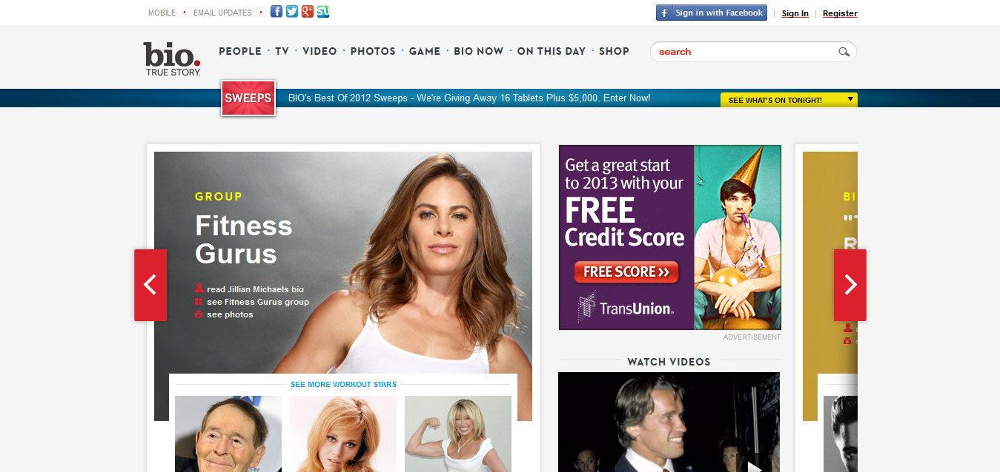 MOBILE • EMAIL UPDATES •
Sign in with Facebook | Sign In | Register
bio.
TRUE STORY.
PEOPLE · TV · VIDEO · PHOTOS · GAME · BIO NOW · ON THIS DAY · SHOP
search
SWEEPS
BIO's Best Of 2012 Sweeps - We're Giving Away 16 Tablets Plus $5,000. Enter Now!
SEE WHAT'S ON TONIGHT!
GROUP
Fitness
Gurus
read Jillian Michaels bio
see Fitness Gurus group
see photos
SEE MORE WORKOUT STARS
Get a great start
to 2013 with your
FREE
Credit Score
FREE SCORE >>
TransUnion.
ADVERTISEMENT
WATCH VIDEOS